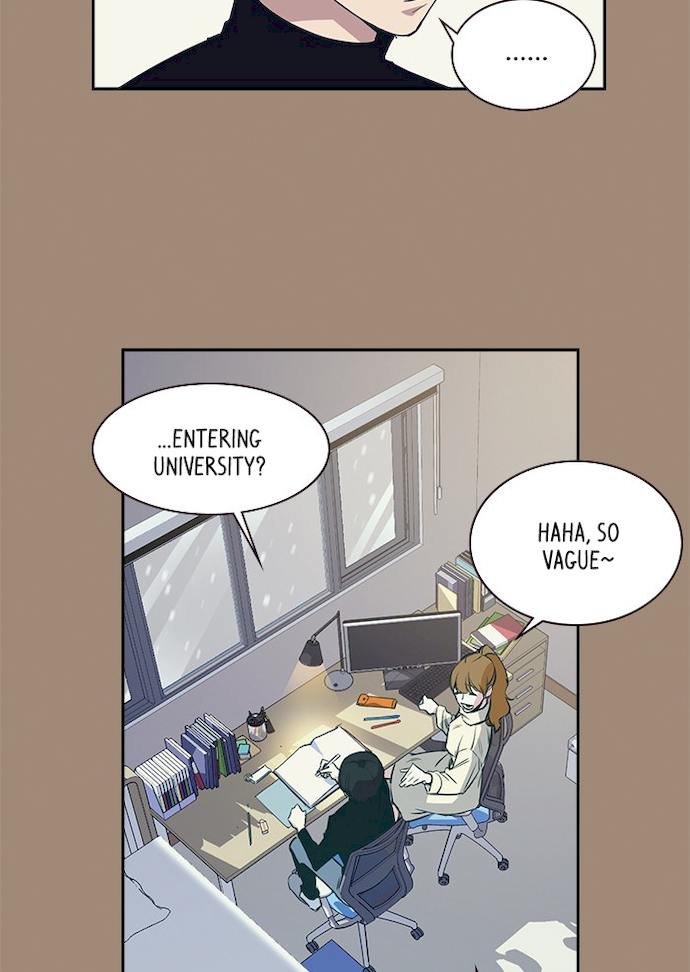 ......
...ENTERING
UNIVERSITY?
HAHA, SO
VAGUE~